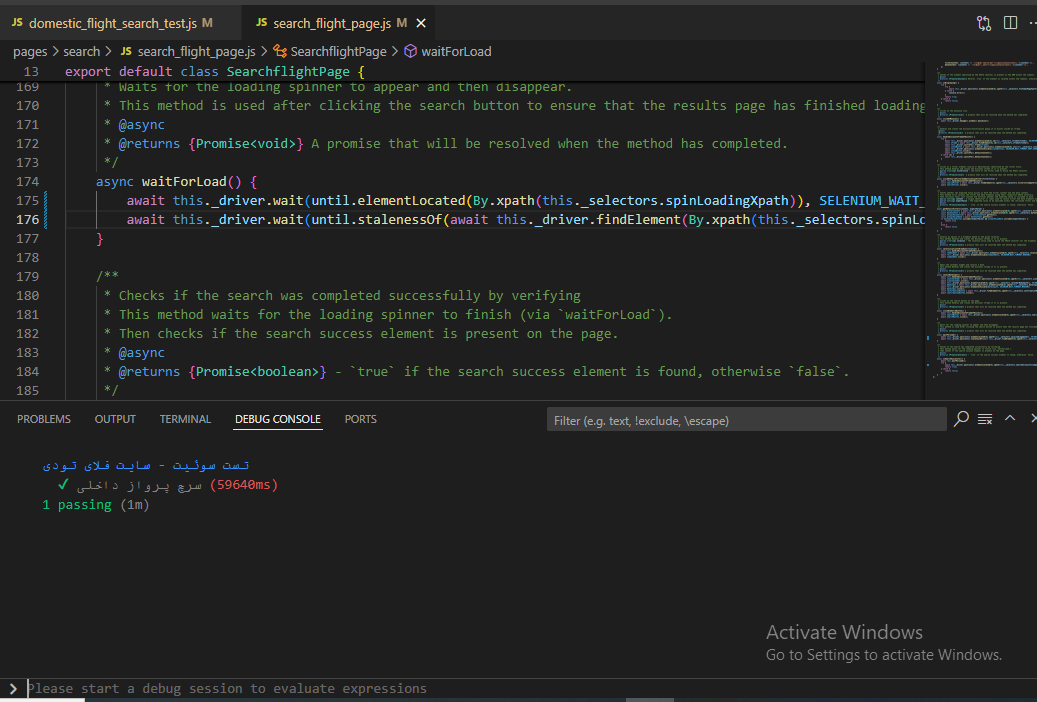 JS domestic_flight_search_test.js M
JS search_flight_page.js M
pages > search > JS search_flight_page.js > SearchflightPage > waitForLoad
13 export default class SearchflightPage {
169 * Waits for the loading spinner to appear and then disappear.
170 * This method is used after clicking the search button to ensure that the results page has finished loading
171 * @async
172 * @returns {Promise<void>} A promise that will be resolved when the method has completed.
173 */
174 async waitForLoad() {
175 await this._driver.wait(until.elementLocated(By.xpath(this._selectors.spinLoadingXpath)), SELENIUM_WAIT_
176 await this._driver.wait(until.stalenessOf(await this._driver.findElement(By.xpath(this._selectors.spinLo
177 }
178
179 /**
180 * Checks if the search was completed successfully by verifying
181 * This method waits for the loading spinner to finish (via `waitForLoad`).
182 * Then checks if the search success element is present on the page.
183 * @async
184 * @returns {Promise<boolean>} - `true` if the search success element is found, otherwise `false`.
185 */
PROBLEMS OUTPUT TERMINAL DEBUG CONSOLE PORTS
Filter (e.g. text, !exclude, \escape)
تست سوئیت - سایت فلای تودی
✓ سرچ پرواز داخلی (59640ms)
1 passing (1m)
Activate Windows
Go to Settings to activate Windows.
Please start a debug session to evaluate expressions